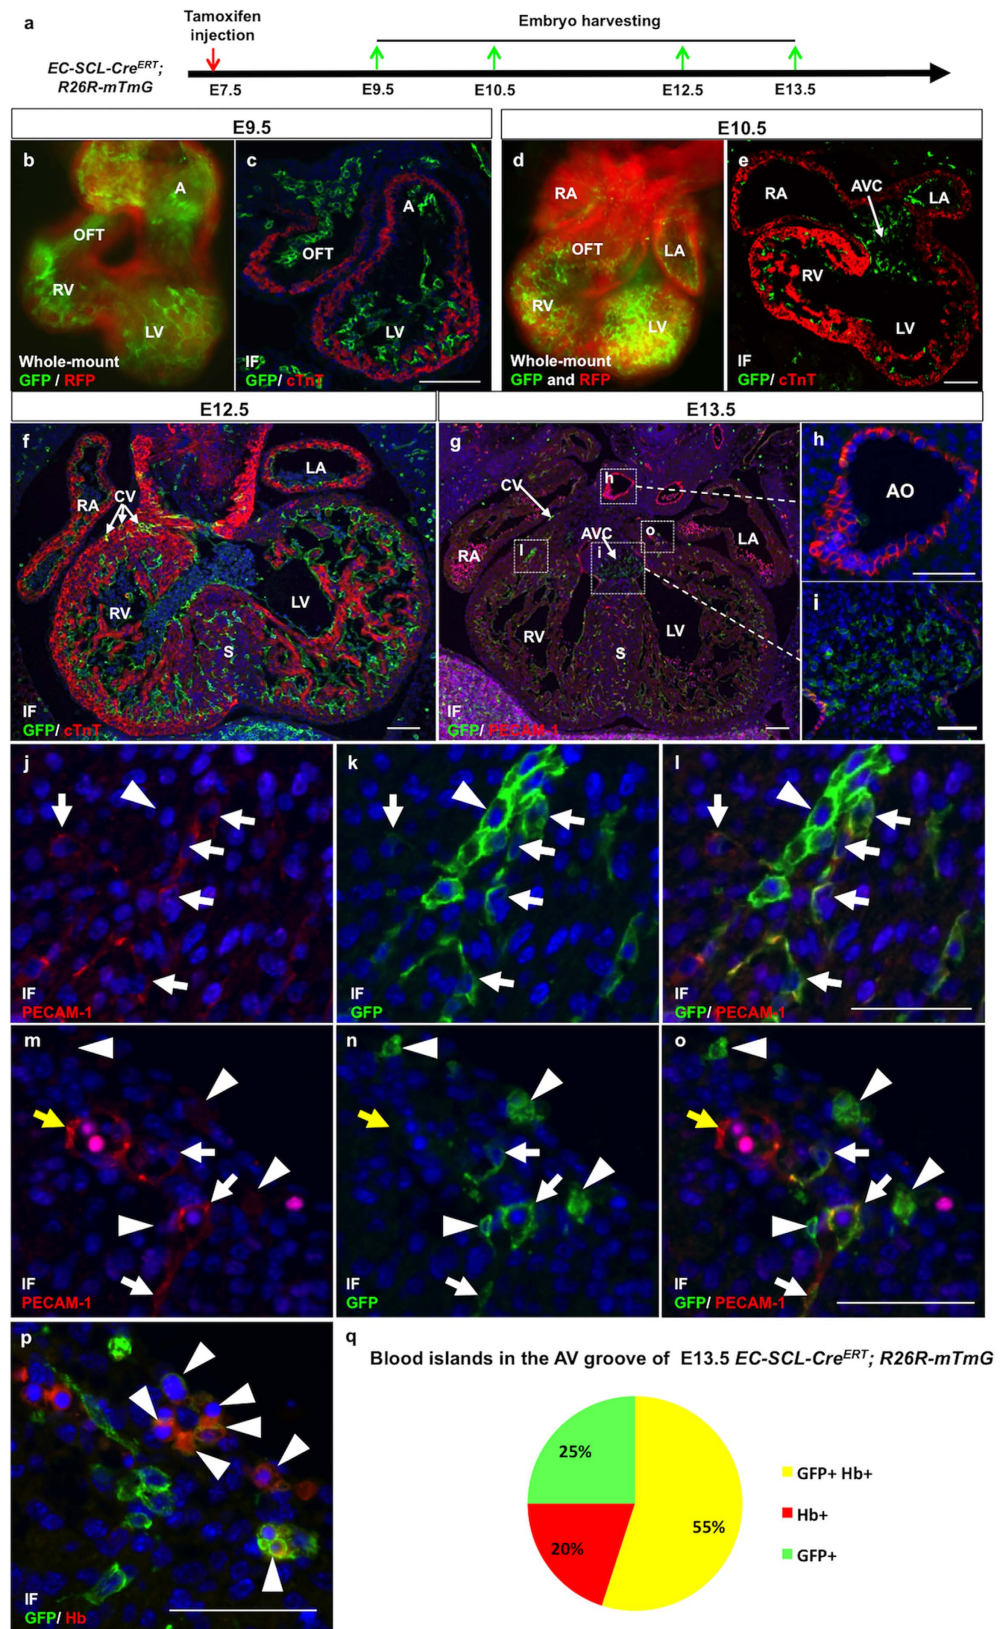 a
Tamoxifen
injection
Embryo harvesting
EC-SCL-Cre^ERT;
R26R-mTmG
E7.5
E9.5
E10.5
E12.5
E13.5
E9.5
b
A
OFT
RV
LV
Whole-mount
GFP / RFP
c
A
OFT
LV
IF
GFP/ cTnT
E10.5
d
RA
OFT
LA
RV
LV
Whole-mount
GFP and RFP
e
RA
AVC
LA
RV
LV
IF
GFP/ cTnT
E12.5
f
LA
RA
CV
RV
LV
S
IF
GFP/ cTnT
E13.5
g
h
CV
o
AVC
RA
l
i
LA
RV
LV
S
IF
GFP/ PECAM-1
h
AO
i
j
IF
PECAM-1
k
IF
GFP
l
IF
GFP/ PECAM-1
m
IF
PECAM-1
n
IF
GFP
o
IF
GFP/ PECAM-1
p
IF
GFP/ Hb
q
Blood islands in the AV groove of E13.5 EC-SCL-Cre^ERT; R26R-mTmG
25%
20%
55%
GFP+ Hb+
Hb+
GFP+